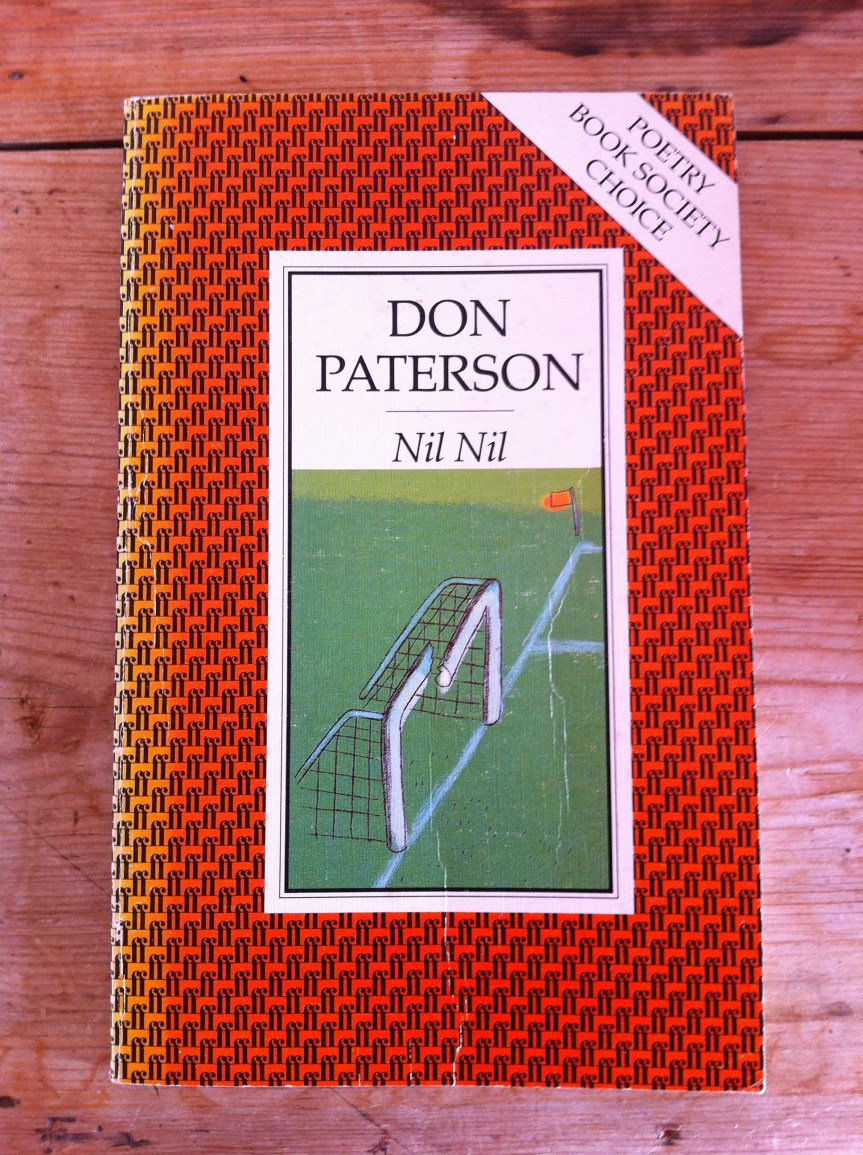 POETRY
BOOK SOCIETY
CHOICE
DON
PATERSON
Nil Nil